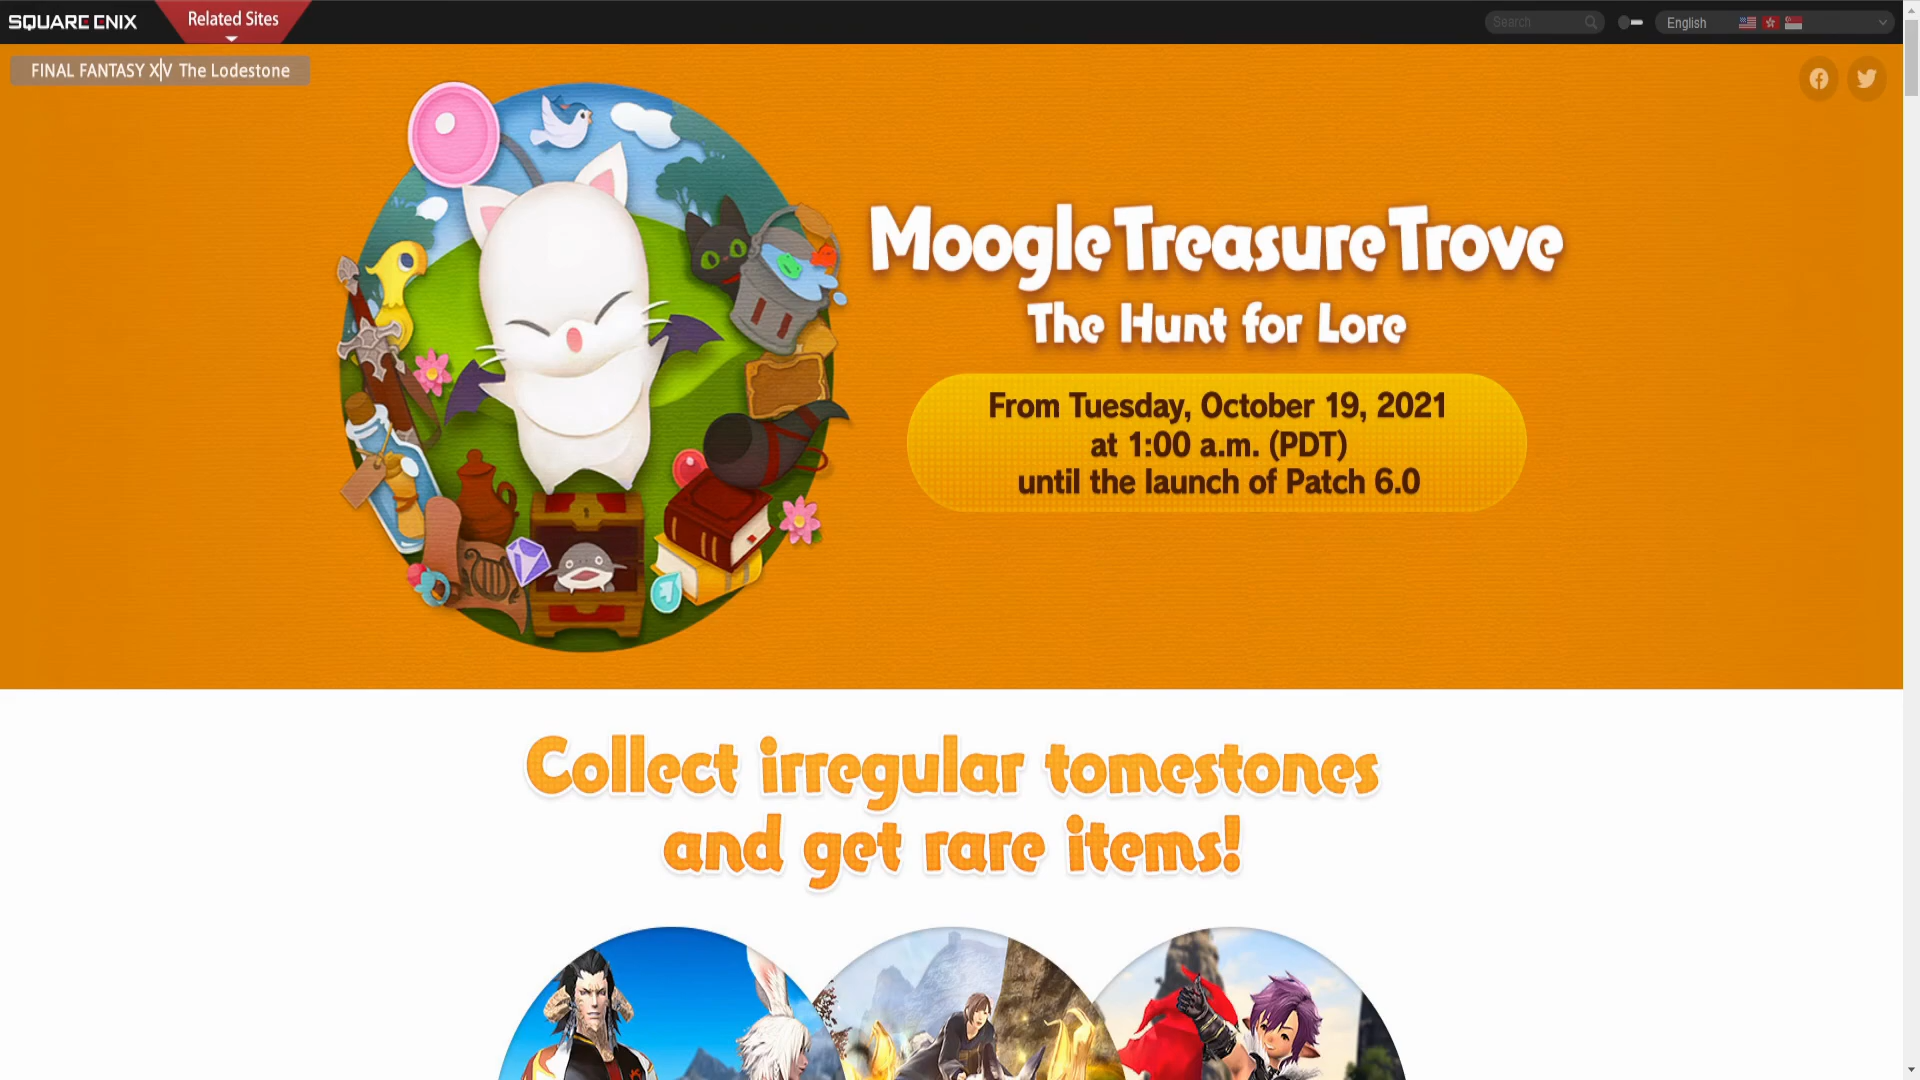 SQUARE ENIX
Related Sites
Search
English
FINAL FANTASY XIV The Lodestone
Moogle Treasure Trove
The Hunt for Lore
From Tuesday, October 19, 2021
at 1:00 a.m. (PDT)
until the launch of Patch 6.0
Collect irregular tomestones
and get rare items!